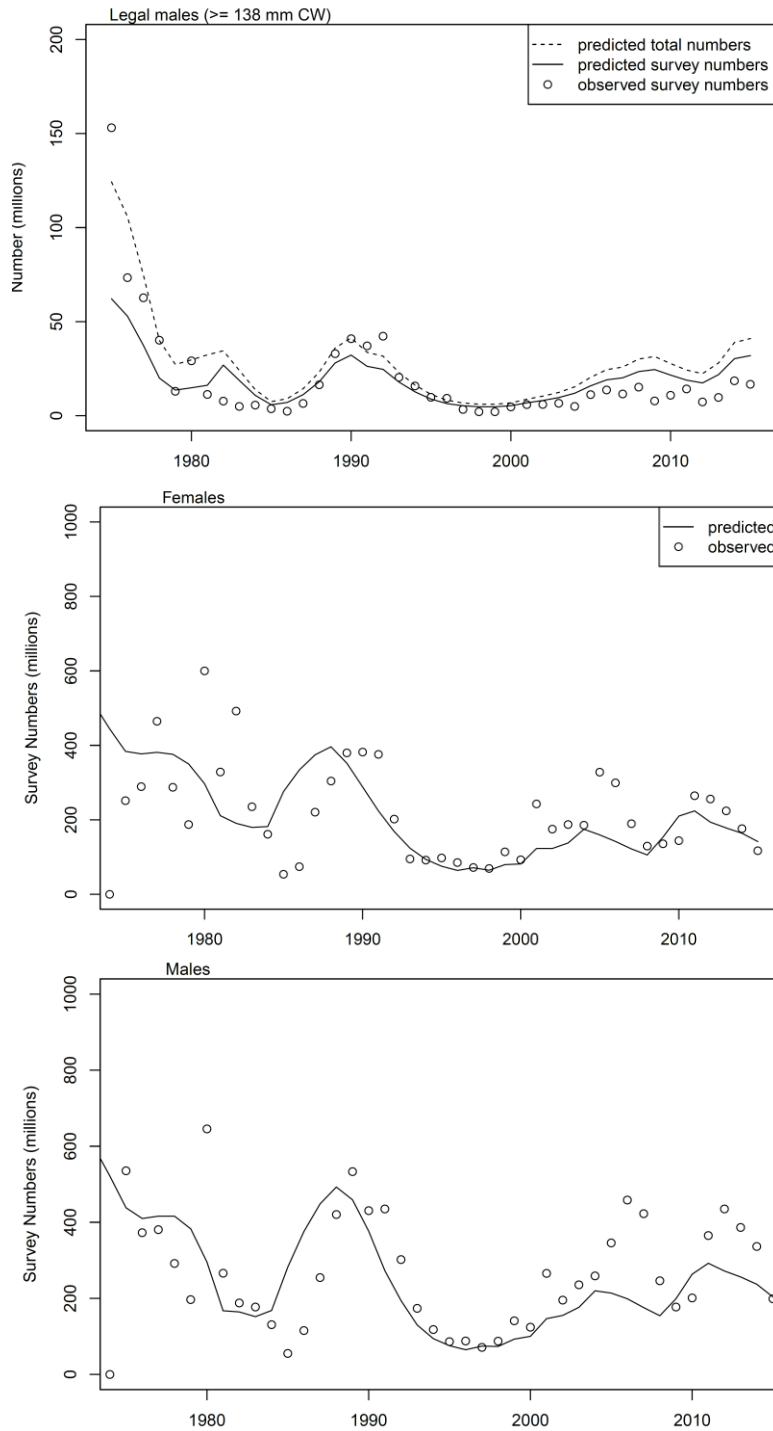 Legal males (>= 138 mm CW)
predicted total numbers
predicted survey numbers
observed survey numbers
Number (millions)
200
150
100
50
0
1980 1990 2000 2010
Females
predicted
observed
Survey Numbers (millions)
1000
800
600
400
200
0
1980 1990 2000 2010
Males
Survey Numbers (millions)
1000
800
600
400
200
0
1980 1990 2000 2010